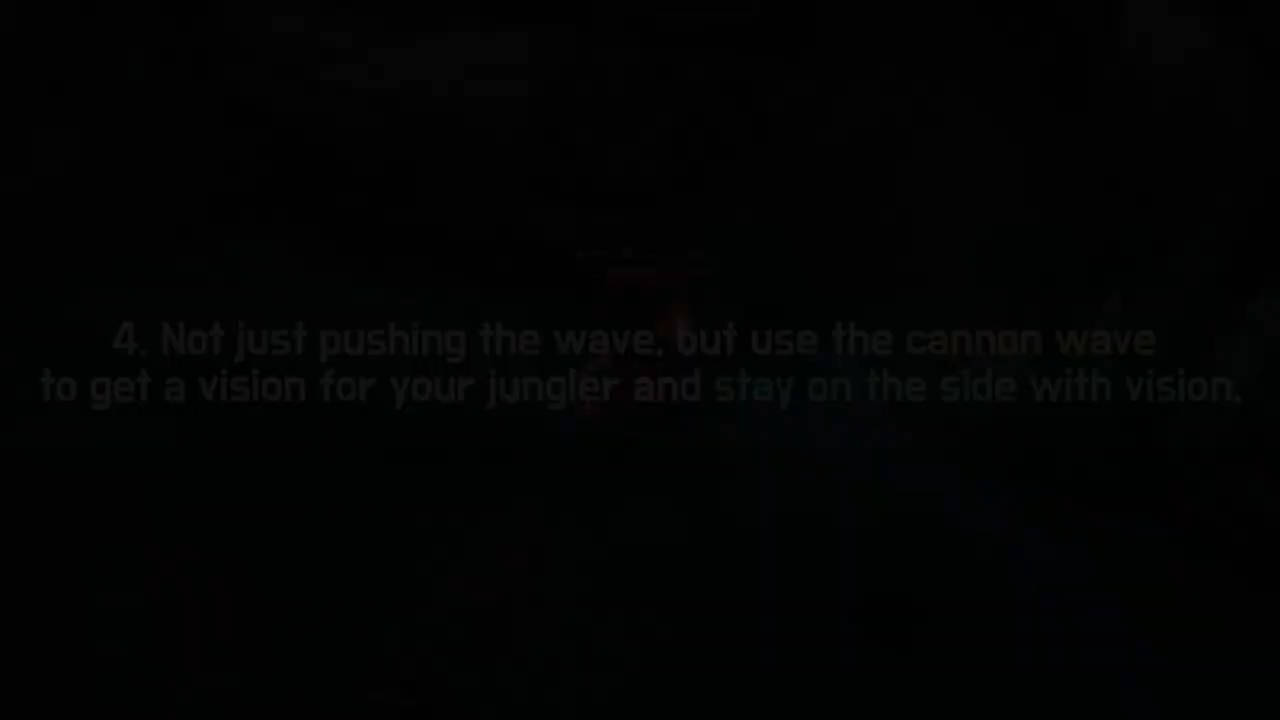 4. Not just pushing the wave, but use the cannon wave
to get a vision for your jungler and stay on the side with vision.